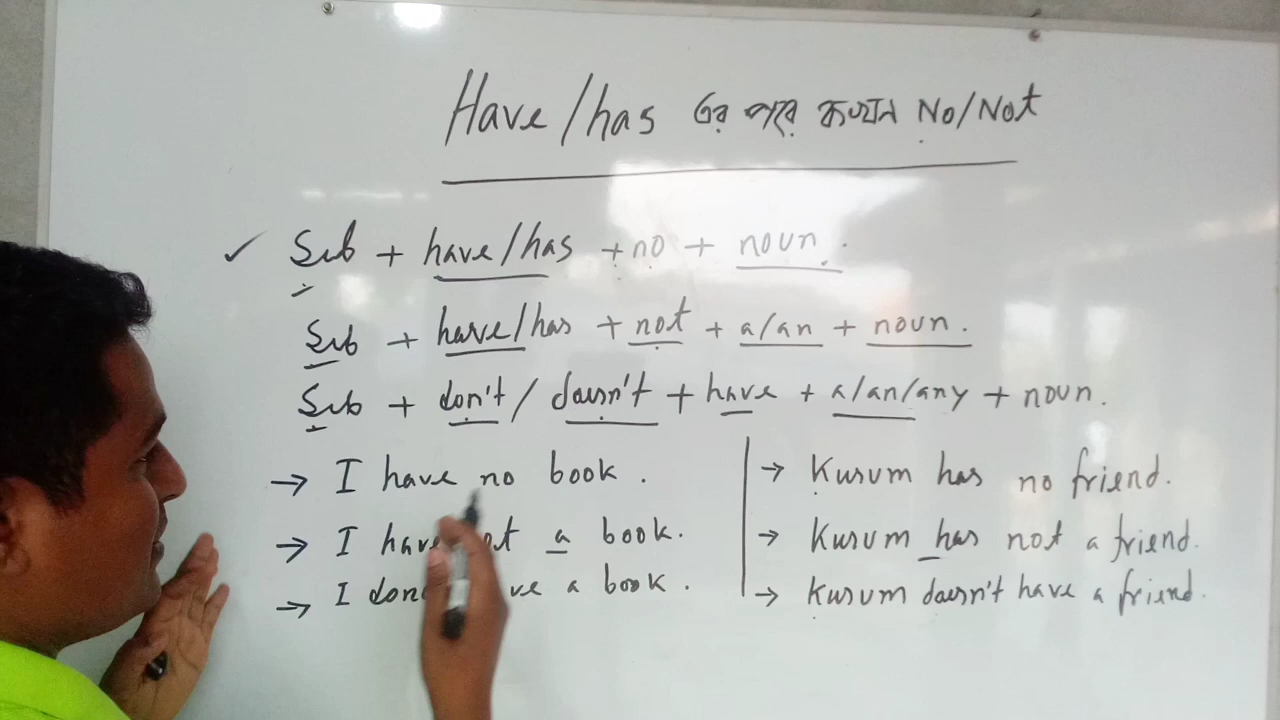 Have/has এর পরে কখন No/Not
✓ Sub + have/has + no + noun.
Sub + have/has + not + a/an + noun.
Sub + don't / doesn't + have + a/an/any + noun.
→ I have no book.
→ I have not a book.
→ I don't have a book.
→ Kusum has no friend.
→ Kusum has not a friend.
→ Kusum doesn't have a friend.